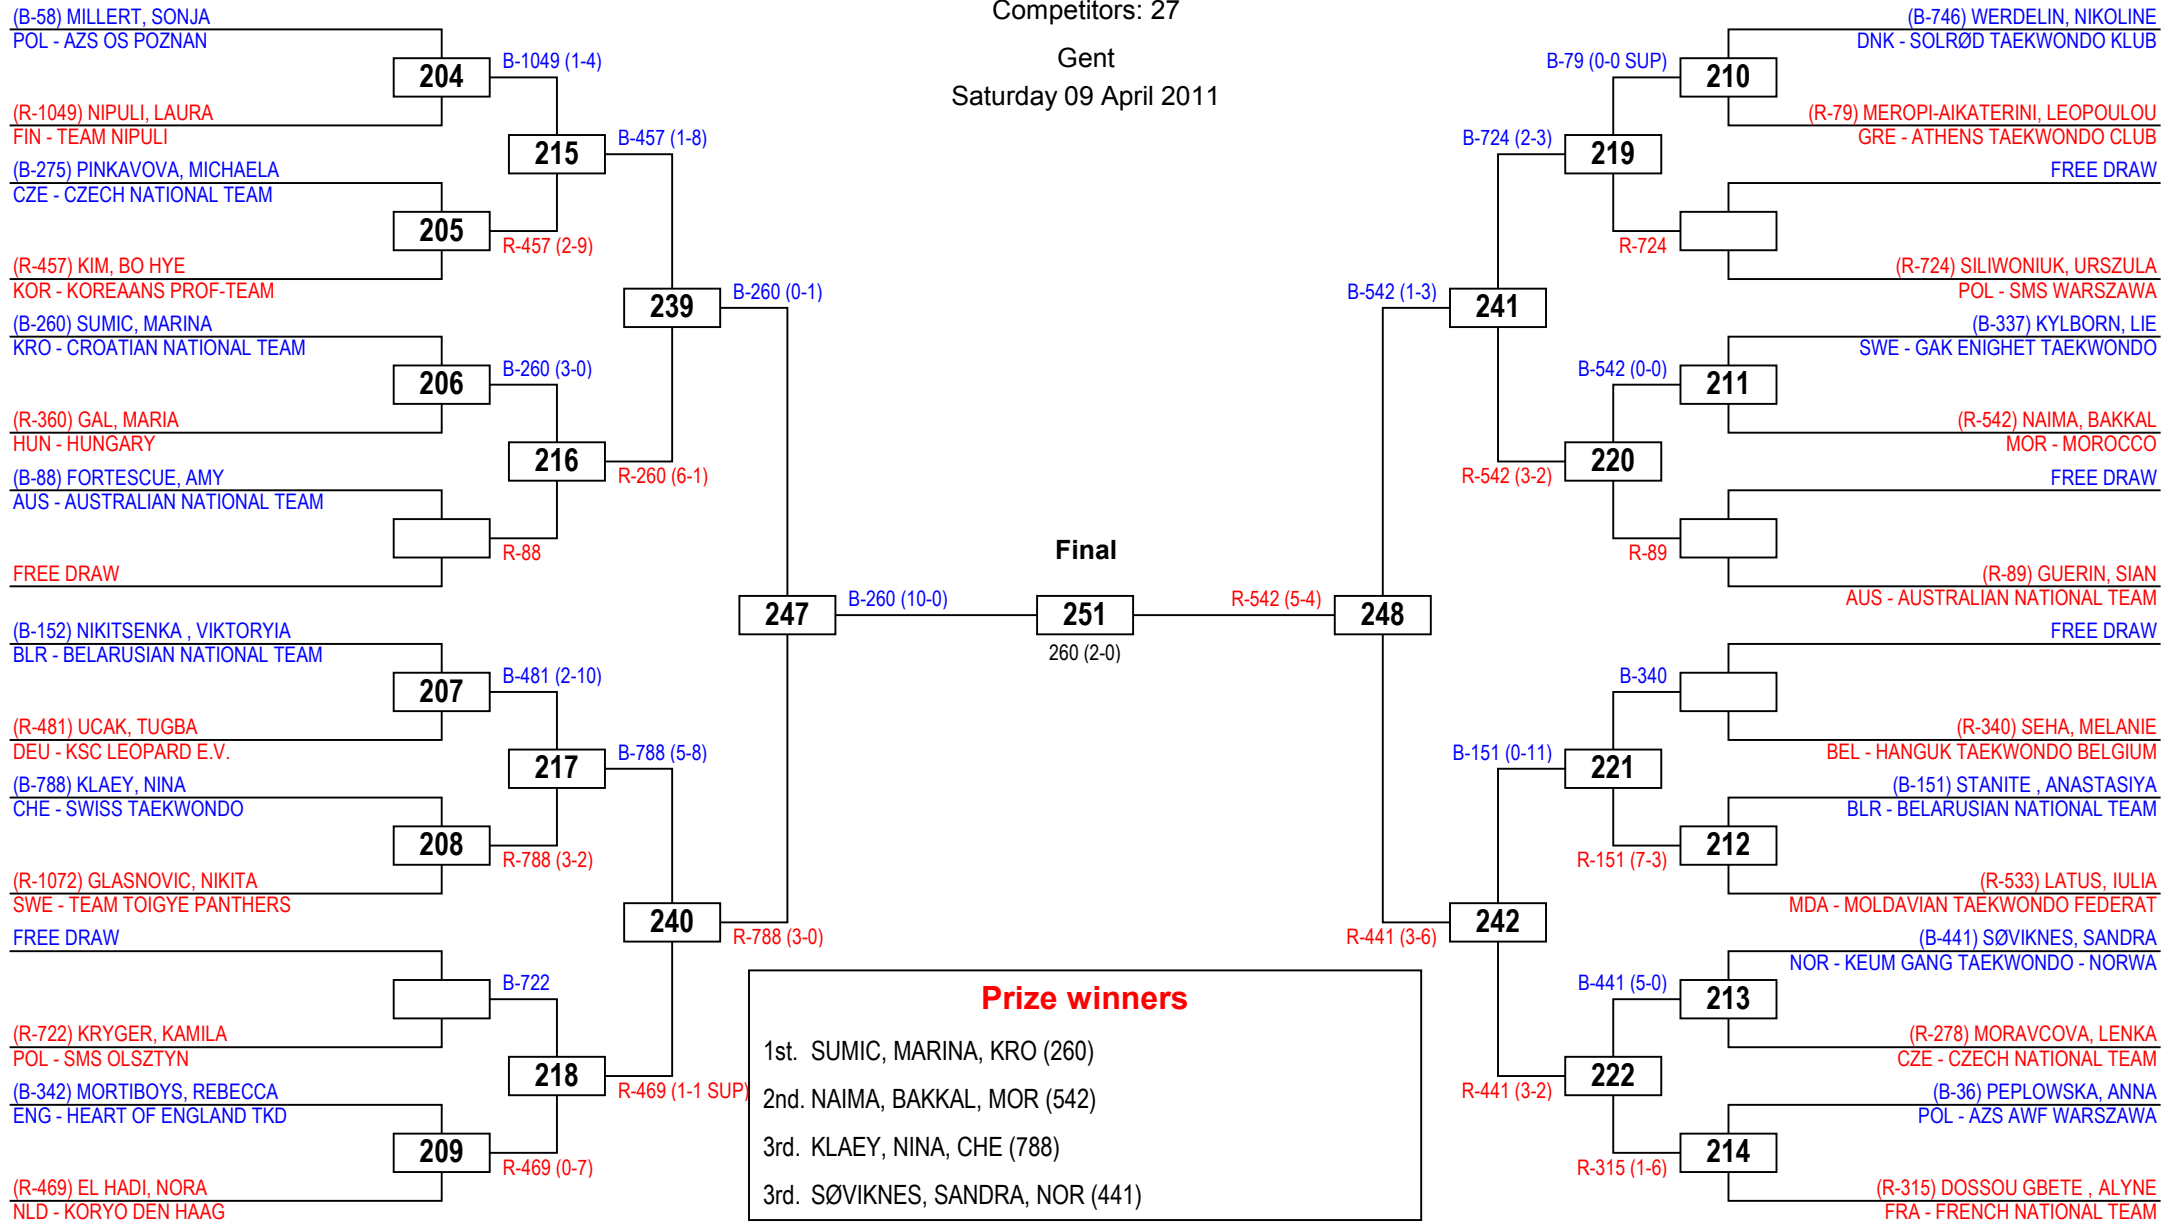 Competitors: 27
Gent
Saturday 09 April 2011
(B-58) MILLERT, SONJA
POL - AZS OS POZNAN
204
B-1049 (1-4)
(R-1049) NIPULI, LAURA
FIN - TEAM NIPULI
215
B-457 (1-8)
(B-275) PINKAVOVA, MICHAELA
CZE - CZECH NATIONAL TEAM
205
R-457 (2-9)
(R-457) KIM, BO HYE
KOR - KOREAANS PROF-TEAM
239
B-260 (0-1)
(B-260) SUMIC, MARINA
KRO - CROATIAN NATIONAL TEAM
206
B-260 (3-0)
(R-360) GAL, MARIA
HUN - HUNGARY
216
R-260 (6-1)
(B-88) FORTESCUE, AMY
AUS - AUSTRALIAN NATIONAL TEAM
R-88
FREE DRAW
247
B-260 (10-0)
(B-152) NIKITSENKA , VIKTORYIA
BLR - BELARUSIAN NATIONAL TEAM
207
B-481 (2-10)
(R-481) UCAK, TUGBA
DEU - KSC LEOPARD E.V.
217
B-788 (5-8)
(B-788) KLAEY, NINA
CHE - SWISS TAEKWONDO
208
R-788 (3-2)
(R-1072) GLASNOVIC, NIKITA
SWE - TEAM TOIGYE PANTHERS
240
R-788 (3-0)
FREE DRAW
B-722
(R-722) KRYGER, KAMILA
POL - SMS OLSZTYN
218
R-469 (1-1 SUP)
(B-342) MORTIBOYS, REBECCA
ENG - HEART OF ENGLAND TKD
209
R-469 (0-7)
(R-469) EL HADI, NORA
NLD - KORYO DEN HAAG
Final
251
260 (2-0)
(B-746) WERDELIN, NIKOLINE
DNK - SOLRØD TAEKWONDO KLUB
B-79 (0-0 SUP)
210
(R-79) MEROPI-AIKATERINI, LEOPOULOU
GRE - ATHENS TAEKWONDO CLUB
B-724 (2-3)
219
FREE DRAW
R-724
(R-724) SILIWONIUK, URSZULA
POL - SMS WARSZAWA
B-542 (1-3)
241
(B-337) KYLBORN, LIE
SWE - GAK ENIGHET TAEKWONDO
B-542 (0-0)
211
(R-542) NAIMA, BAKKAL
MOR - MOROCCO
R-542 (3-2)
220
FREE DRAW
R-89
(R-89) GUERIN, SIAN
AUS - AUSTRALIAN NATIONAL TEAM
R-542 (5-4)
248
FREE DRAW
B-340
(R-340) SEHA, MELANIE
BEL - HANGUK TAEKWONDO BELGIUM
B-151 (0-11)
221
(B-151) STANITE , ANASTASIYA
BLR - BELARUSIAN NATIONAL TEAM
R-151 (7-3)
212
(R-533) LATUS, IULIA
MDA - MOLDAVIAN TAEKWONDO FEDERAT
R-441 (3-6)
242
(B-441) SØVIKNES, SANDRA
NOR - KEUM GANG TAEKWONDO - NORWA
B-441 (5-0)
213
(R-278) MORAVCOVA, LENKA
CZE - CZECH NATIONAL TEAM
R-441 (3-2)
222
(B-36) PEPLOWSKA, ANNA
POL - AZS AWF WARSZAWA
R-315 (1-6)
214
(R-315) DOSSOU GBETE , ALYNE
FRA - FRENCH NATIONAL TEAM
Prize winners
1st. SUMIC, MARINA, KRO (260)
2nd. NAIMA, BAKKAL, MOR (542)
3rd. KLAEY, NINA, CHE (788)
3rd. SØVIKNES, SANDRA, NOR (441)